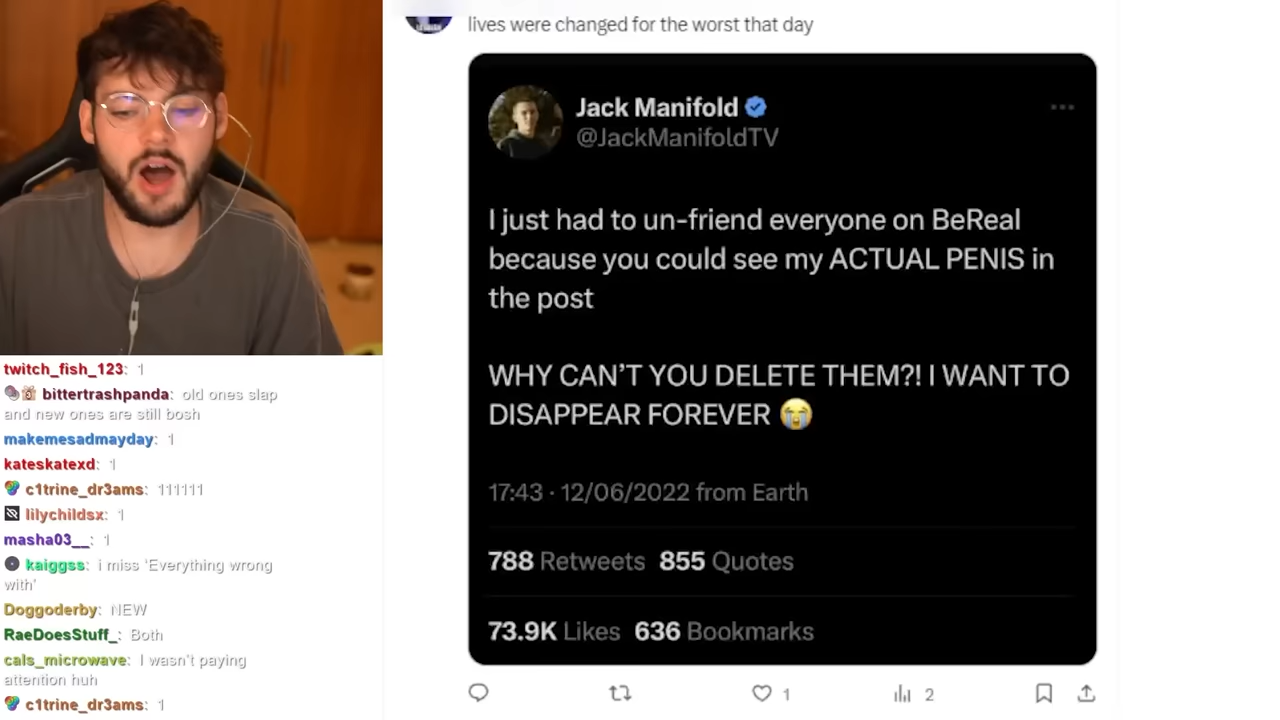 lives were changed for the worst that day
Jack Manifold
@JackManifoldTV
I just had to un-friend everyone on BeReal
because you could see my ACTUAL PENIS in
the post
WHY CAN'T YOU DELETE THEM?! I WANT TO
DISAPPEAR FOREVER 😭
17:43 · 12/06/2022 from Earth
788 Retweets 855 Quotes
73.9K Likes 636 Bookmarks
1
2
twitch_fish_123: 1
bittertrashpanda: old ones slap
and new ones are still bosh
makemesadmayday: 1
kateskatexd: 1
c1trine_dr3ams: 111111
lilychildsx: 1
masha03__: 1
kaiggss: i miss 'Everything wrong
with'
Doggoderby: NEW
RaeDoesStuff_: Both
cals_microwave: I wasn't paying
attention huh
c1trine_dr3ams: 1